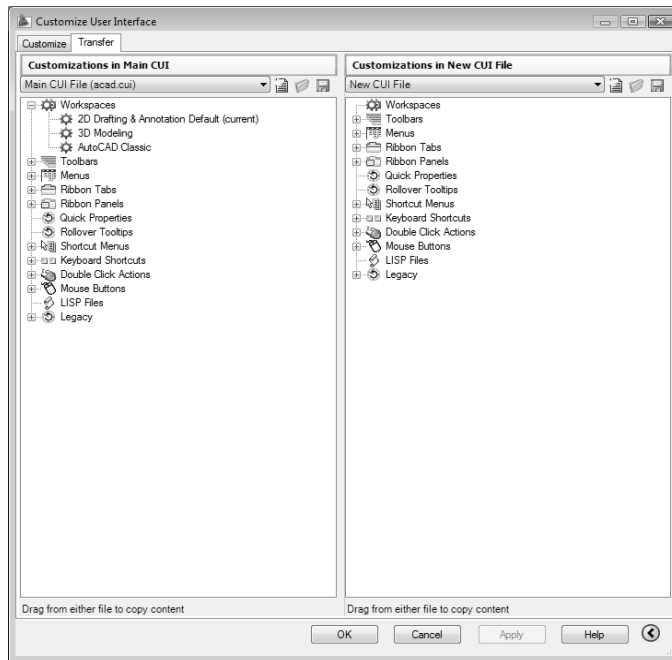 Customize User Interface
Customize
Transfer
Customizations in Main CUI
Main CUI File (acad.cui)
Workspaces
2D Drafting & Annotation Default (current)
3D Modeling
AutoCAD Classic
Toolbars
Menus
Ribbon Tabs
Ribbon Panels
Quick Properties
Rollover Tooltips
Shortcut Menus
Keyboard Shortcuts
Double Click Actions
Mouse Buttons
LISP Files
Legacy
Drag from either file to copy content
Customizations in New CUI File
New CUI File
Workspaces
Toolbars
Menus
Ribbon Tabs
Ribbon Panels
Quick Properties
Rollover Tooltips
Shortcut Menus
Keyboard Shortcuts
Double Click Actions
Mouse Buttons
LISP Files
Legacy
Drag from either file to copy content
OK
Cancel
Apply
Help